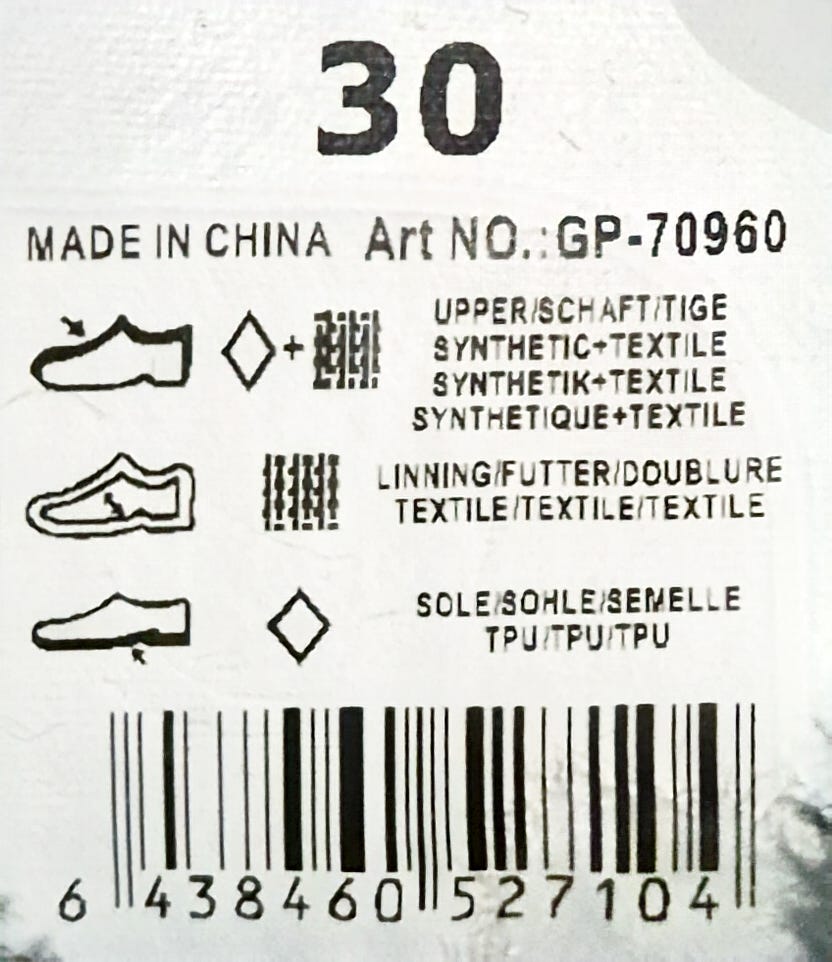 30
MADE IN CHINA Art NO.:GP-70960
UPPER/SCHAFT/TIGE
SYNTHETIC+TEXTILE
SYNTHETIK+TEXTILE
SYNTHETIQUE+TEXTILE
LINNING/FUTTER/DOUBLURE
TEXTILE/TEXTILE/TEXTILE
SOLE/SOHLE/SEMELLE
TPU/TPU/TPU
6 438460 527104